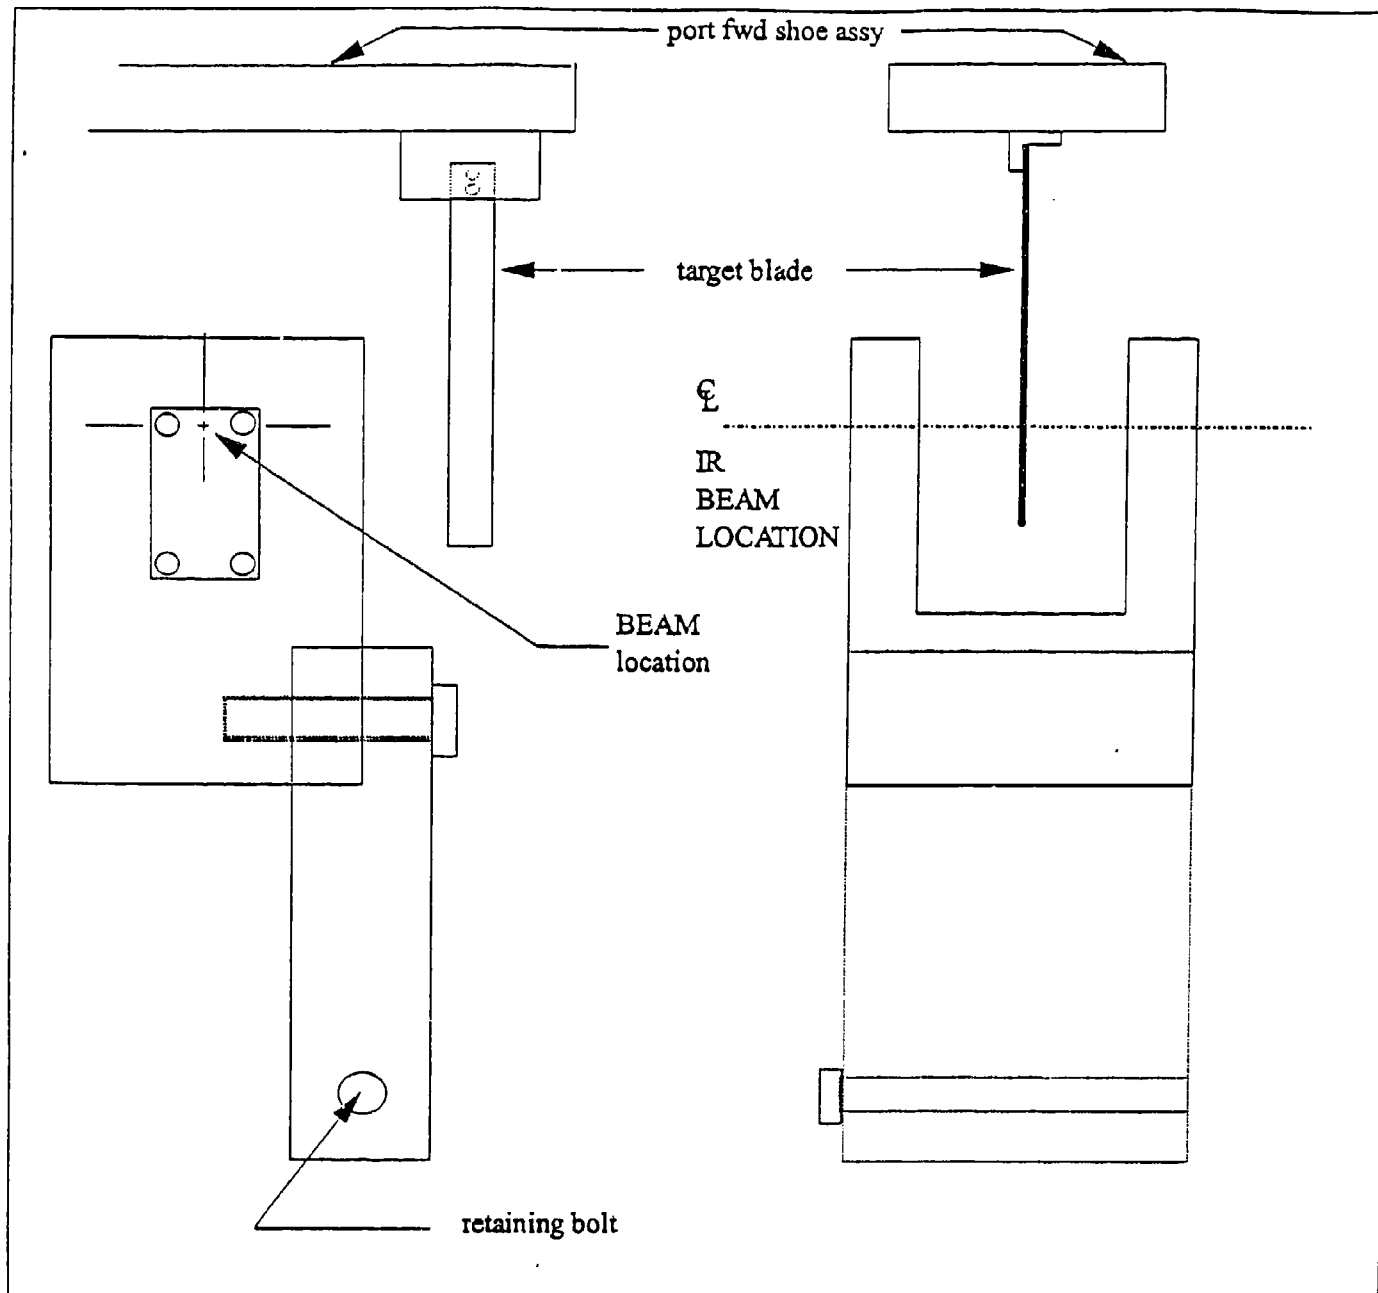 port fwd shoe assy
target blade
℄
IR
BEAM
LOCATION
BEAM
location
retaining bolt